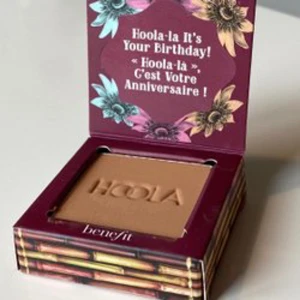 Hoola-la It's
Your Birthday!
« Hoola-là »,
C'est Votre
Anniversaire !
HOOLA
benefit